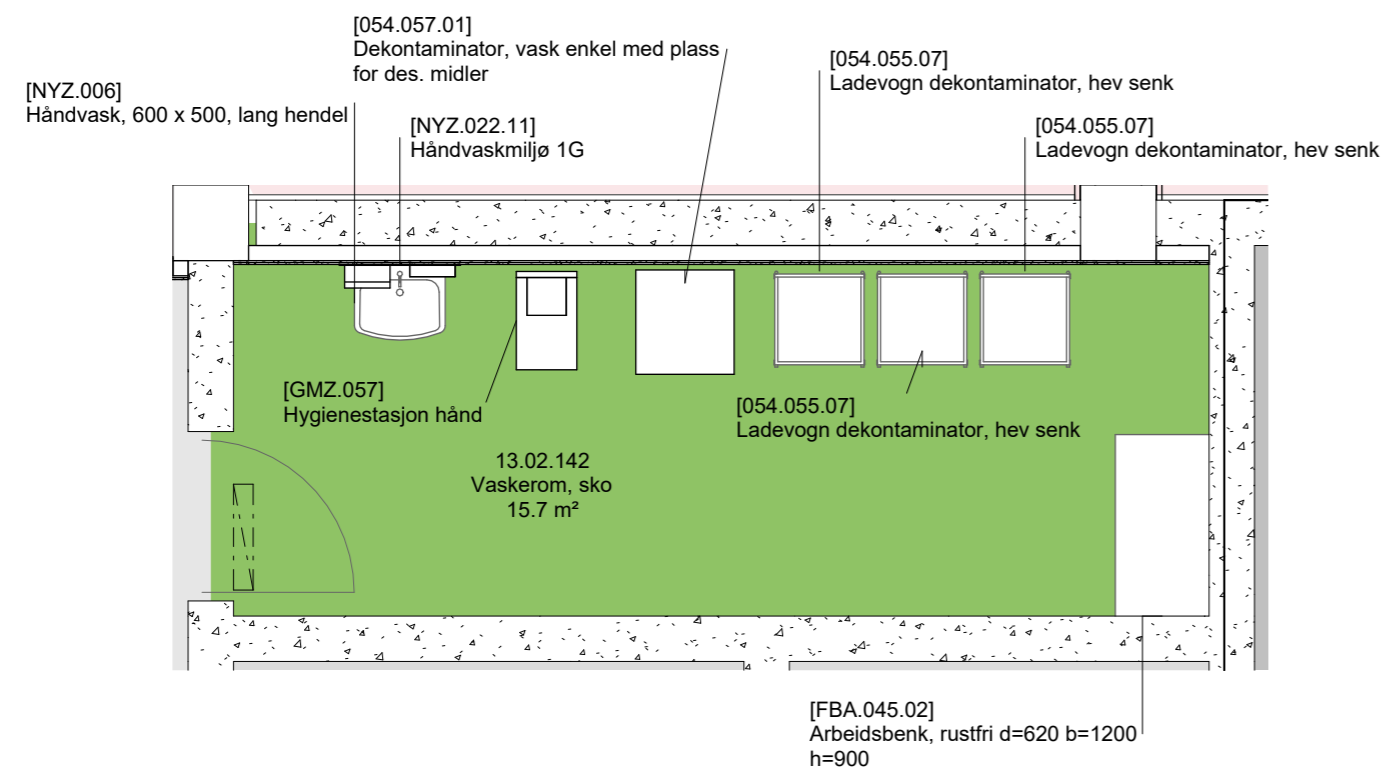 [054.057.01]
Dekontaminator, vask enkel med plass
for des. midler
[054.055.07]
Ladevogn dekontaminator, hev senk
[NYZ.006]
Håndvask, 600 x 500, lang hendel
[NYZ.022.11]
Håndvaskmiljø 1G
[054.055.07]
Ladevogn dekontaminator, hev senk
[GMZ.057]
Hygienestasjon hånd
[054.055.07]
Ladevogn dekontaminator, hev senk
13.02.142
Vaskerom, sko
15.7 m²
[FBA.045.02]
Arbeidsbenk, rustfri d=620 b=1200
h=900